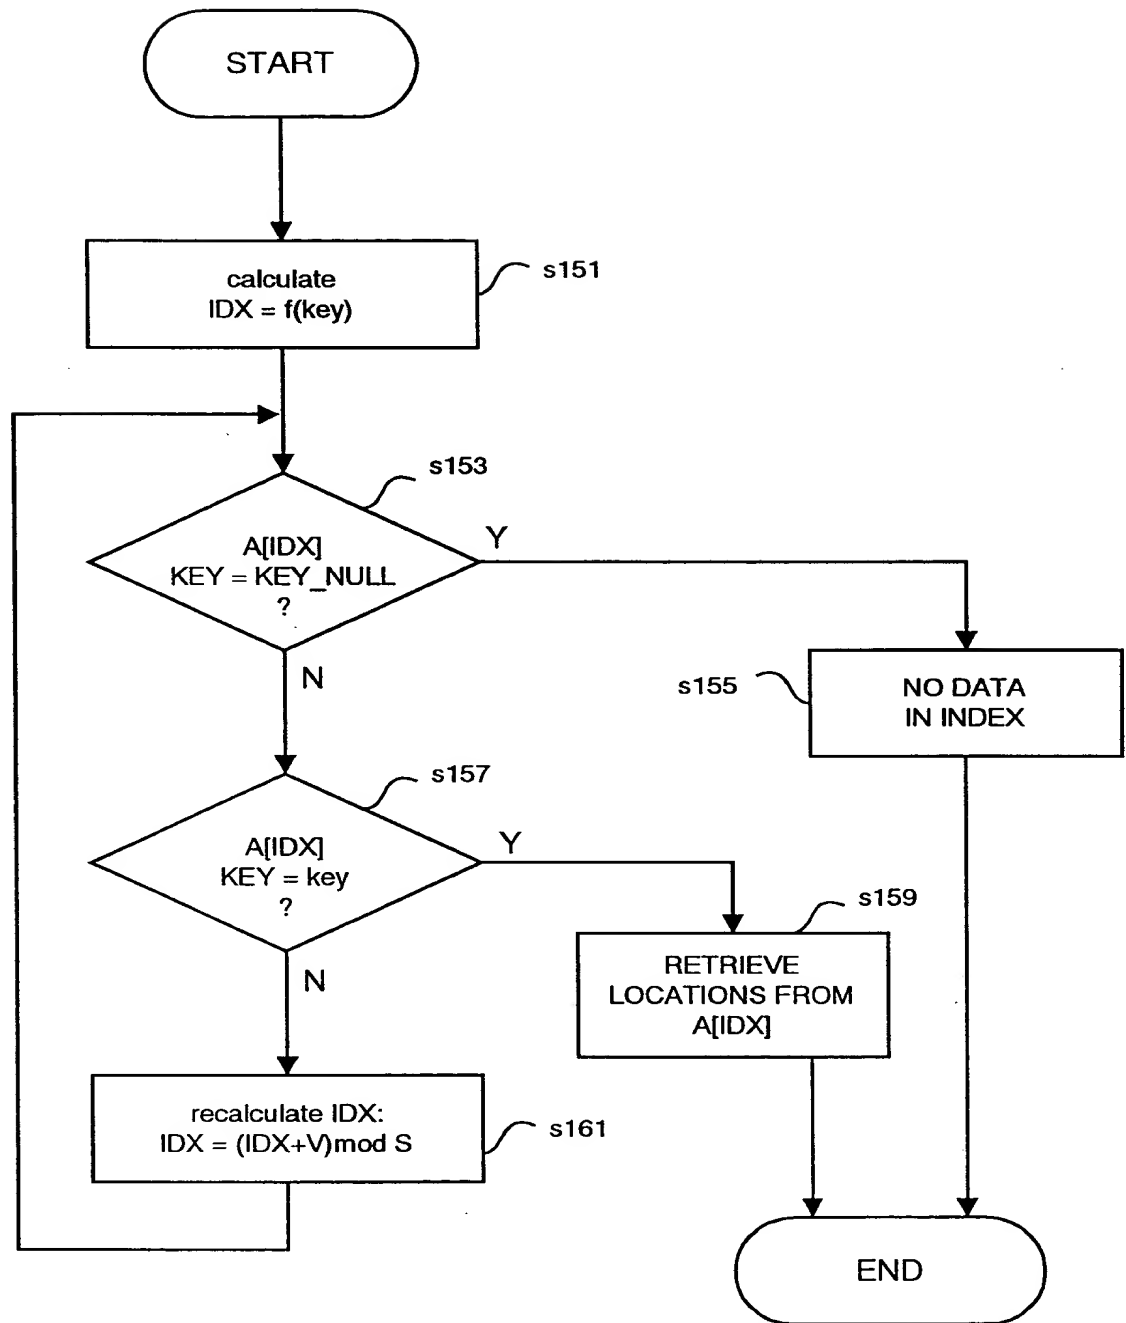 START
calculate
IDX = f(key)
s151
s153
A[IDX]
KEY = KEY_NULL
?
Y
N
s155
NO DATA
IN INDEX
s157
A[IDX]
KEY = key
?
Y
N
s159
RETRIEVE
LOCATIONS FROM
A[IDX]
recalculate IDX:
IDX = (IDX+V)mod S
s161
END